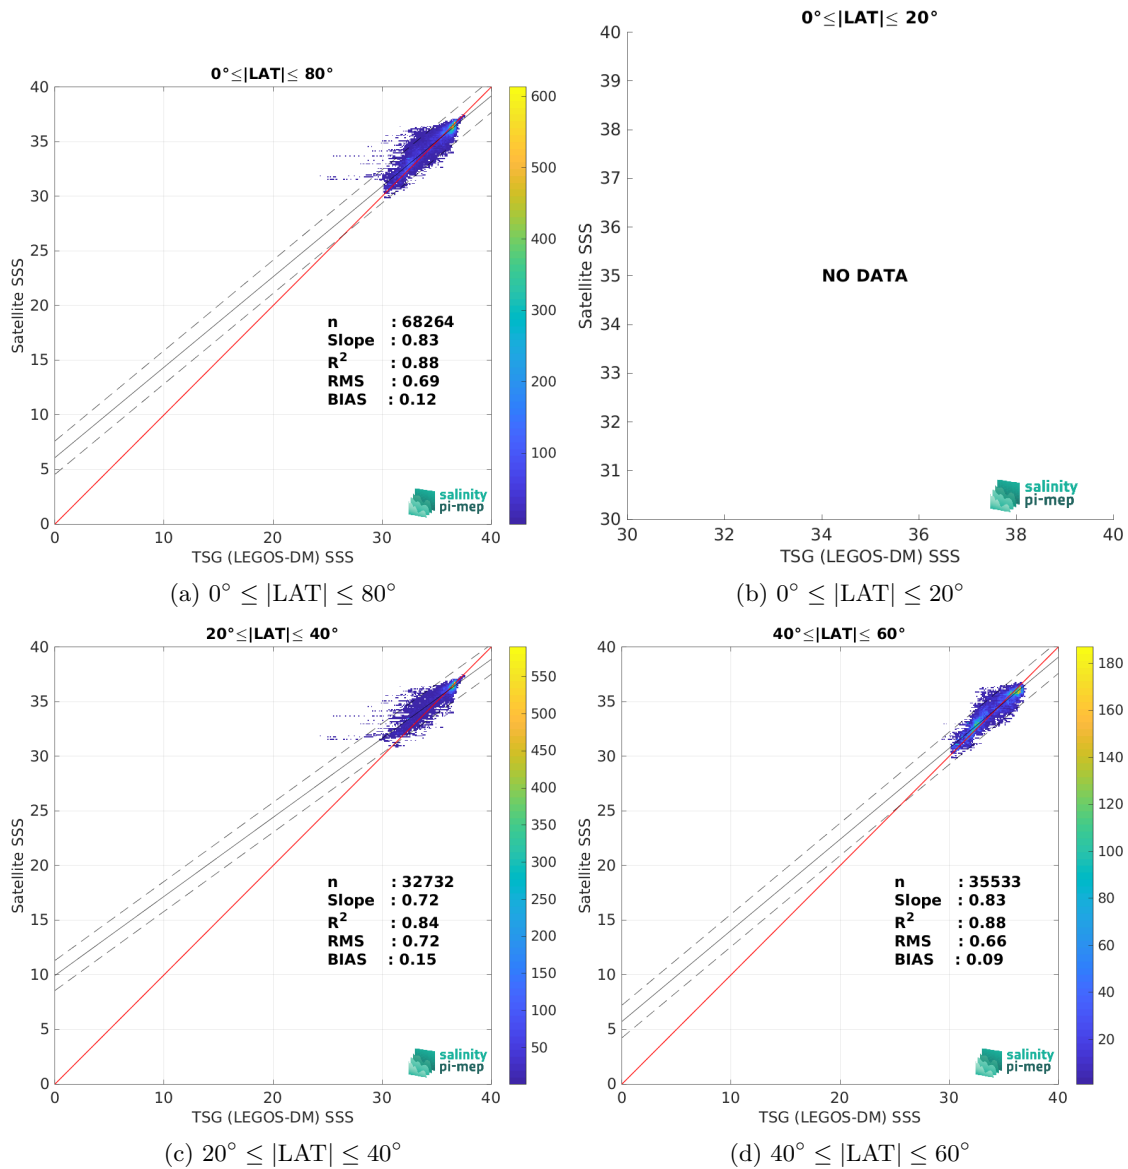 0°≤|LAT|≤ 80°
40
35
30
25
20
15
10
5
0
Satellite SSS
0
10
20
30
40
TSG (LEGOS-DM) SSS
n : 68264
Slope : 0.83
R² : 0.88
RMS : 0.69
BIAS : 0.12
salinity
pi-mep
600
500
400
300
200
100
(a) 0° ≤ |LAT| ≤ 80°
0°≤|LAT|≤ 20°
40
39
38
37
36
35
34
33
32
31
30
Satellite SSS
NO DATA
salinity
pi-mep
30
32
34
36
38
40
TSG (LEGOS-DM) SSS
(b) 0° ≤ |LAT| ≤ 20°
20°≤|LAT|≤ 40°
40
35
30
25
20
15
10
5
0
Satellite SSS
0
10
20
30
40
TSG (LEGOS-DM) SSS
n : 32732
Slope : 0.72
R² : 0.84
RMS : 0.72
BIAS : 0.15
salinity
pi-mep
550
500
450
400
350
300
250
200
150
100
50
(c) 20° ≤ |LAT| ≤ 40°
40°≤|LAT|≤ 60°
40
35
30
25
20
15
10
5
0
Satellite SSS
0
10
20
30
40
TSG (LEGOS-DM) SSS
n : 35533
Slope : 0.83
R² : 0.88
RMS : 0.66
BIAS : 0.09
salinity
pi-mep
180
160
140
120
100
80
60
40
20
(d) 40° ≤ |LAT| ≤ 60°